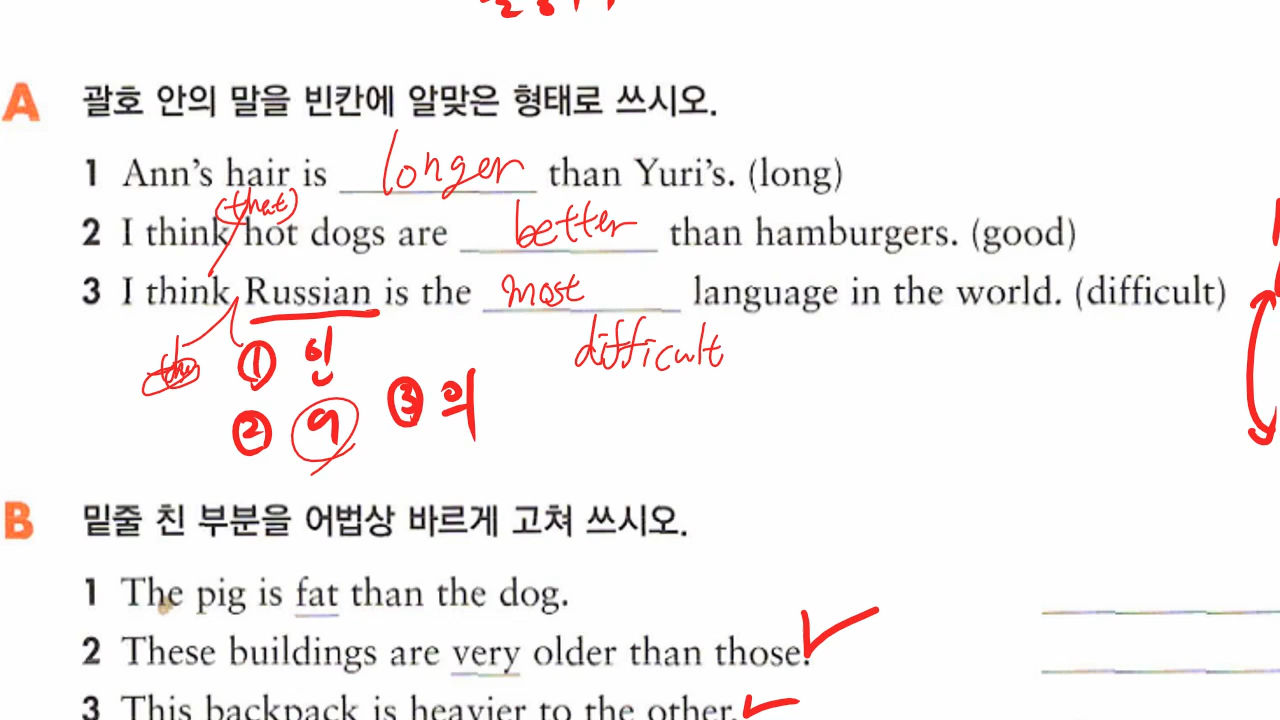 A 괄호 안의 말을 빈칸에 알맞은 형태로 쓰시오.
1 Ann's hair is longer than Yuri's. (long)
(that)
2 I think hot dogs are better than hamburgers. (good)
3 I think Russian is the most language in the world. (difficult)
difficult
① 인
② 어 ③ 의
B 밑줄 친 부분을 어법상 바르게 고쳐 쓰시오.
1 The pig is fat than the dog.
2 These buildings are very older than those.
3 This backpack is heavier to the other.